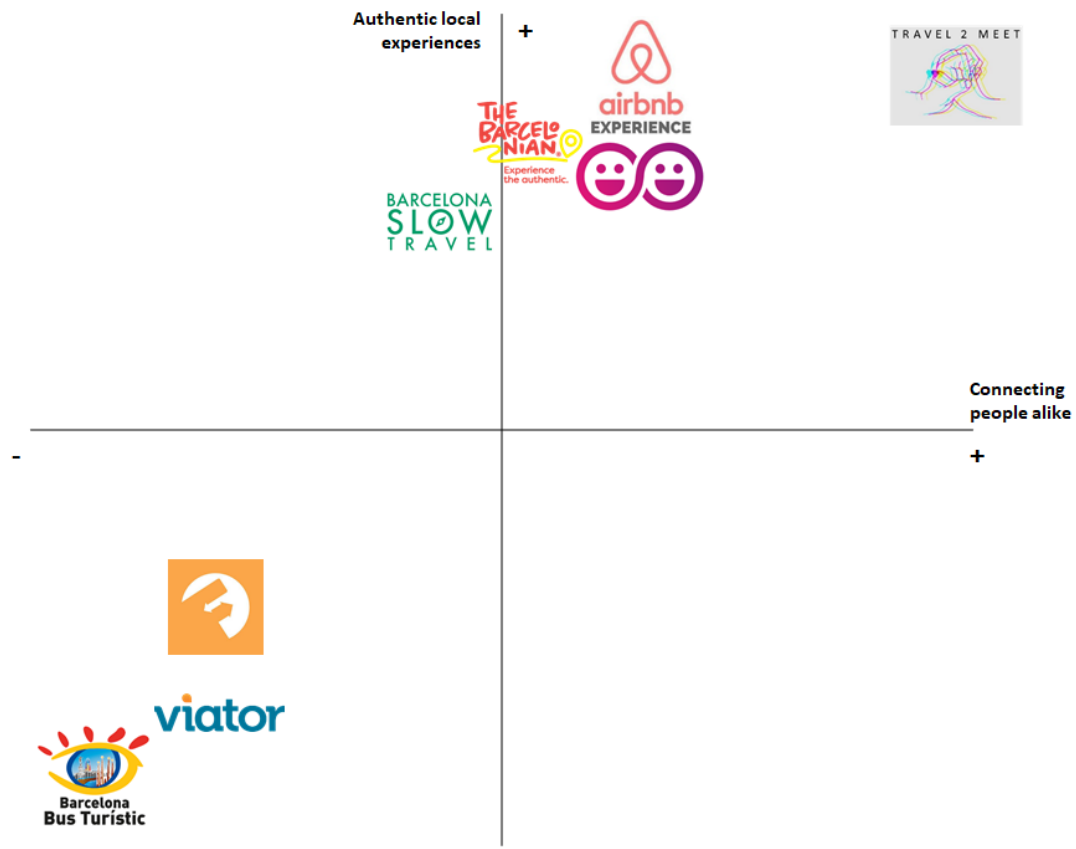 Authentic local
experiences
+
TRAVEL 2 MEET
airbnb
EXPERIENCE
THE
BARCELO
NIAN.
Experience
the authentic.
BARCELONA
SLOW
TRAVEL
Connecting
people alike
-
+
viator
Barcelona
Bus Turístic